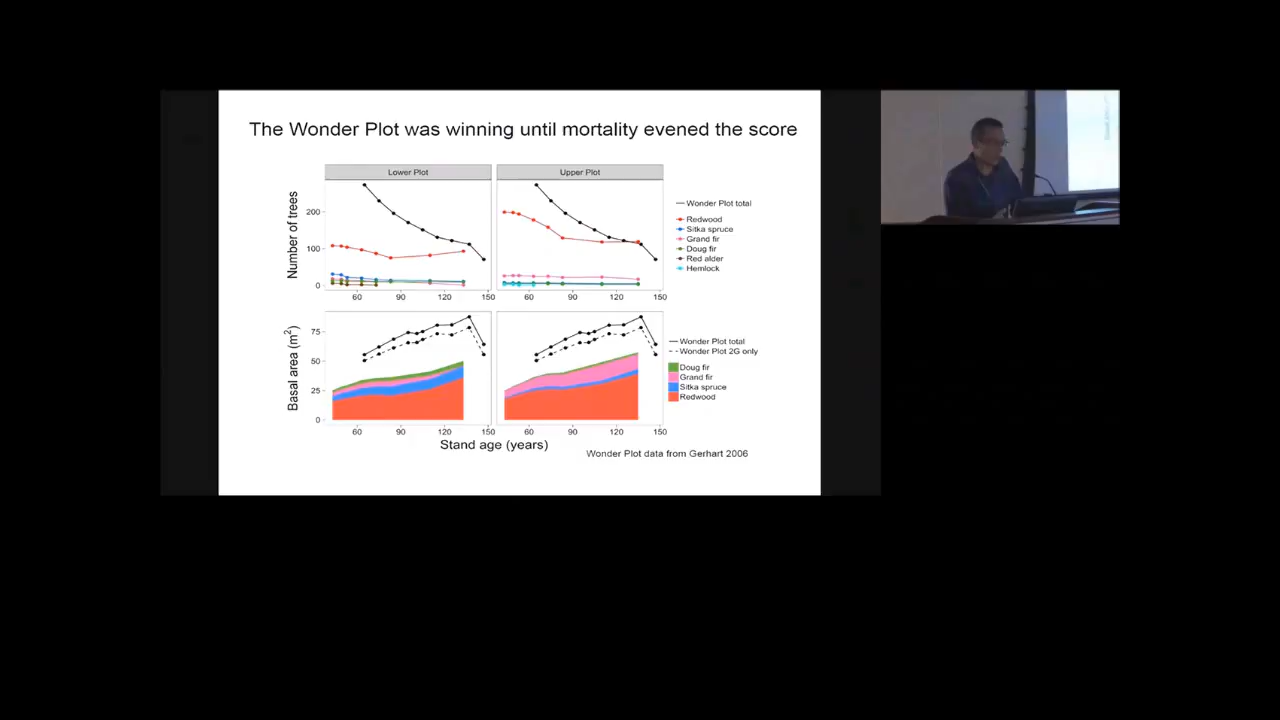 The Wonder Plot was winning until mortality evened the score
Lower Plot
Upper Plot
Number of trees
200
100
0
60
90
120
150
60
90
120
150
Wonder Plot total
Redwood
Sitka spruce
Grand fir
Doug fir
Red alder
Hemlock
Basal area (m²)
75
50
25
0
60
90
120
150
60
90
120
150
Wonder Plot total
Wonder Plot 2G only
Doug fir
Grand fir
Sitka spruce
Redwood
Stand age (years)
Wonder Plot data from Gerhart 2006